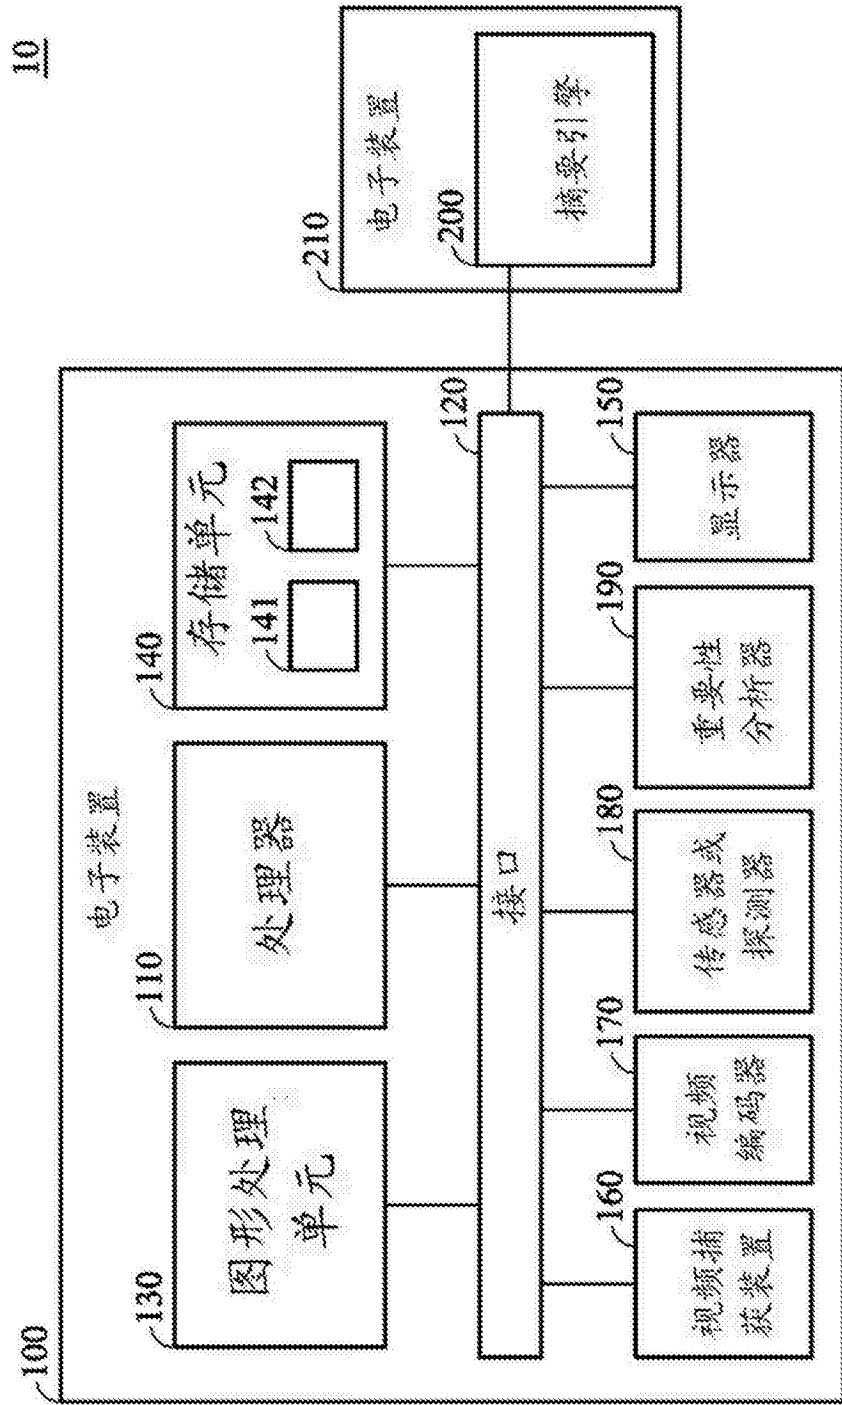 10
100
电子装置
130
图形处理
单元
110
处理器
140
存储单元
141
142
120
接口
160
视频捕
获装置
170
视频
编码器
180
传感器或
探测器
190
重要性
分析器
150
显示器
210
电子装置
200
摘要引擎